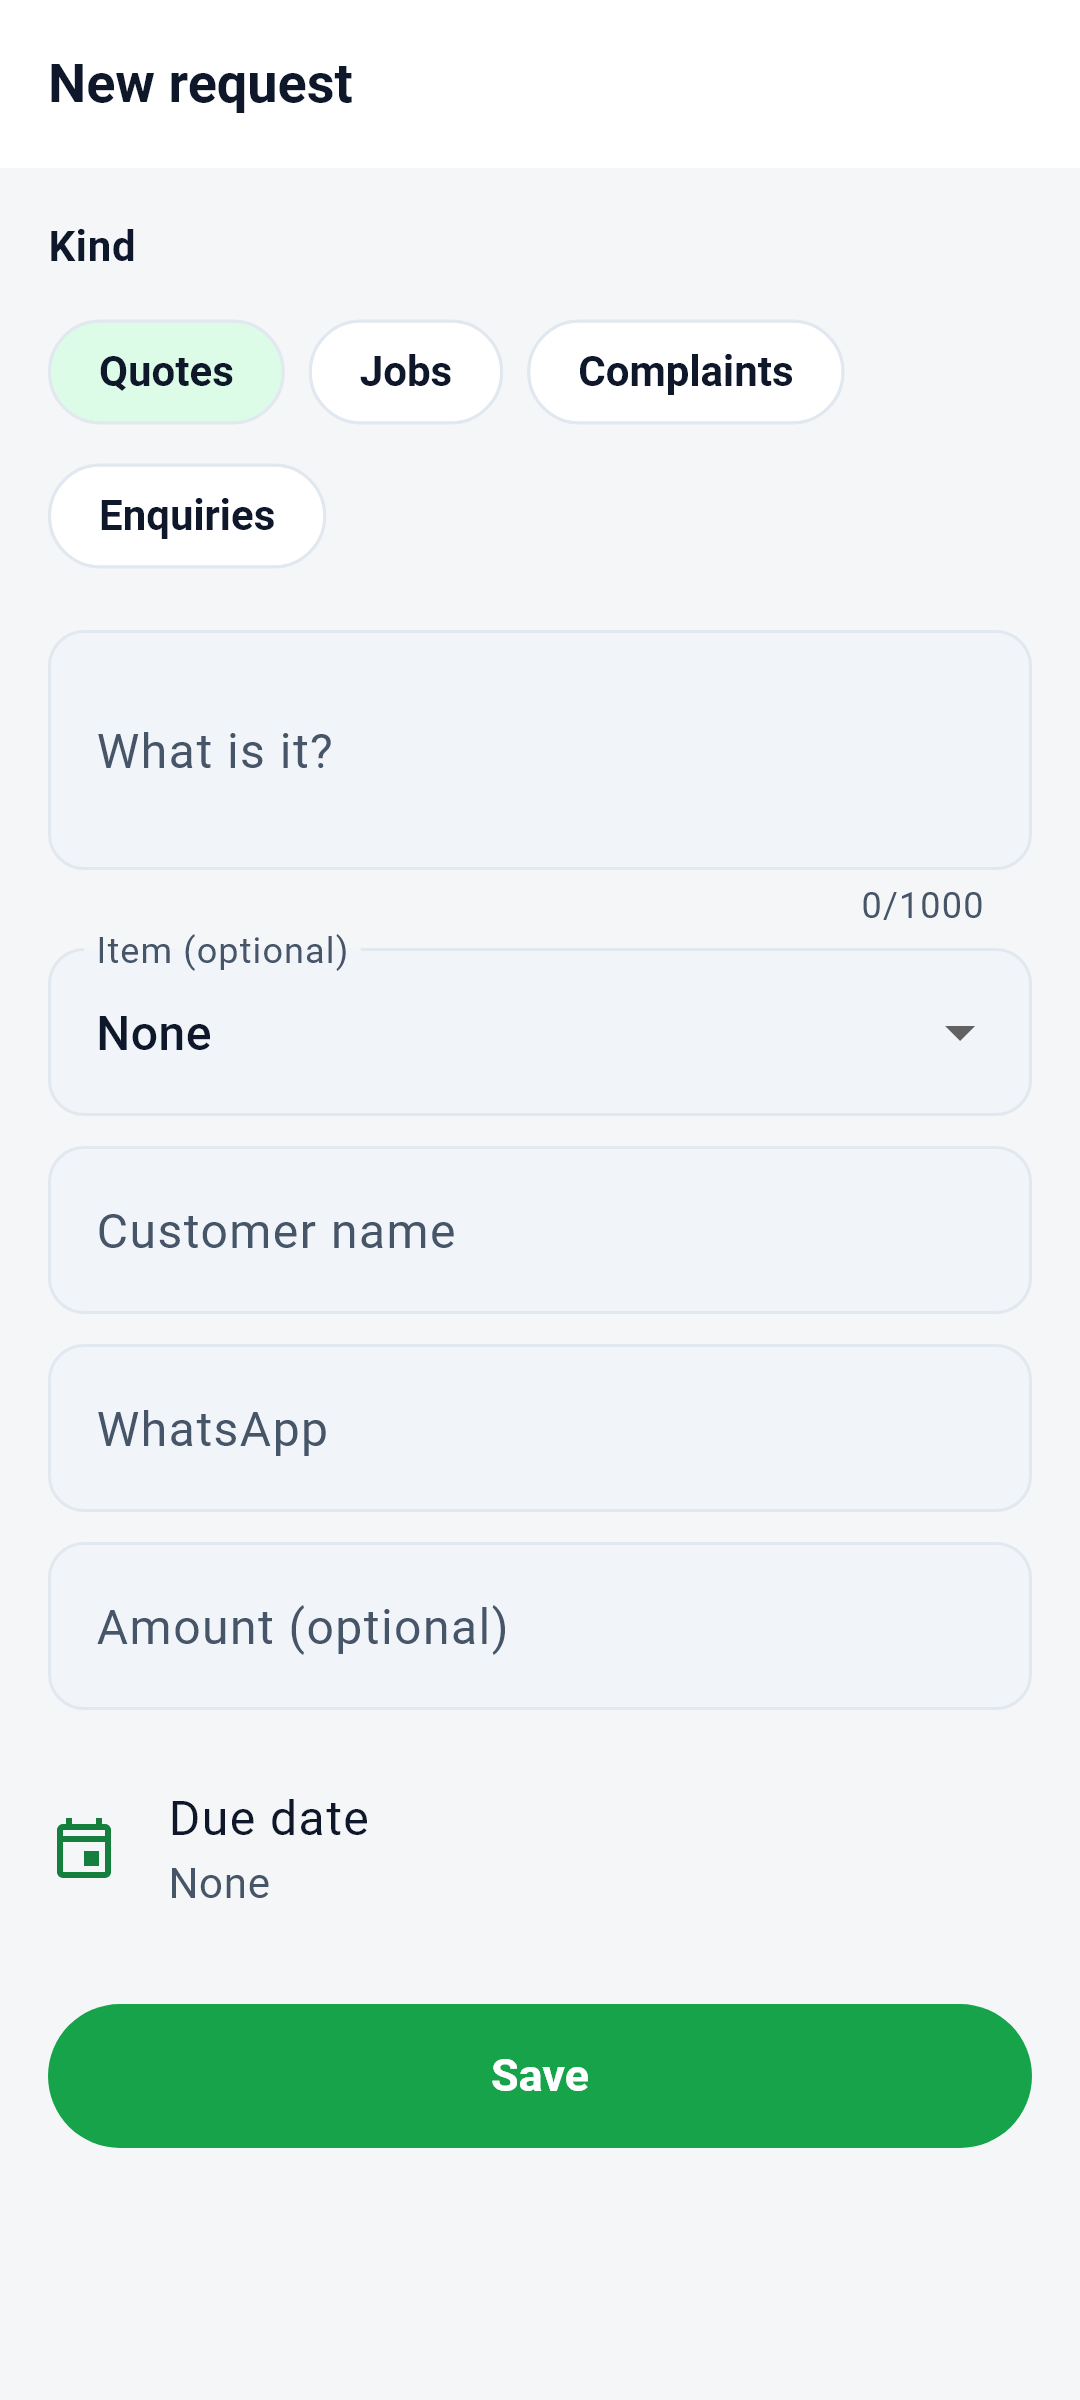 New request
Kind
Quotes
Jobs
Complaints
Enquiries
What is it?
0/1000
Item (optional)
None
Customer name
WhatsApp
Amount (optional)
Due date
None
Save